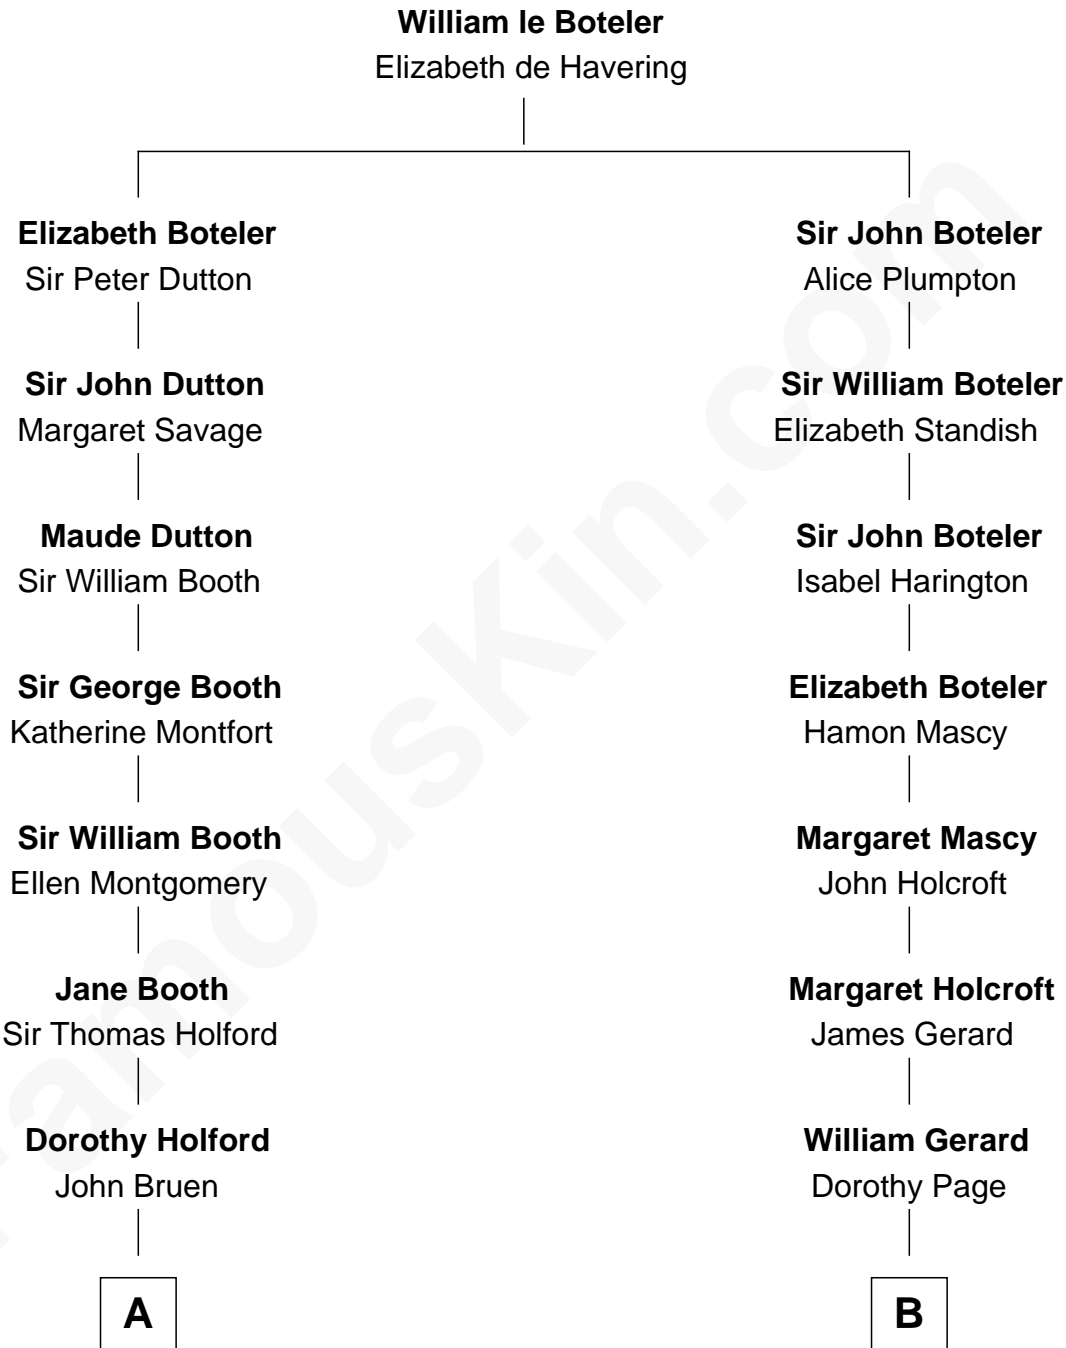 William le Boteler
Elizabeth de Havering
Elizabeth Boteler
Sir Peter Dutton
Sir John Boteler
Alice Plumpton
Sir John Dutton
Margaret Savage
Sir William Boteler
Elizabeth Standish
Maude Dutton
Sir William Booth
Sir John Boteler
Isabel Harington
Sir George Booth
Katherine Montfort
Elizabeth Boteler
Hamon Mascy
Sir William Booth
Ellen Montgomery
Margaret Mascy
John Holcroft
Jane Booth
Sir Thomas Holford
Margaret Holcroft
James Gerard
Dorothy Holford
John Bruen
William Gerard
Dorothy Page
A
B
FamousKin.com